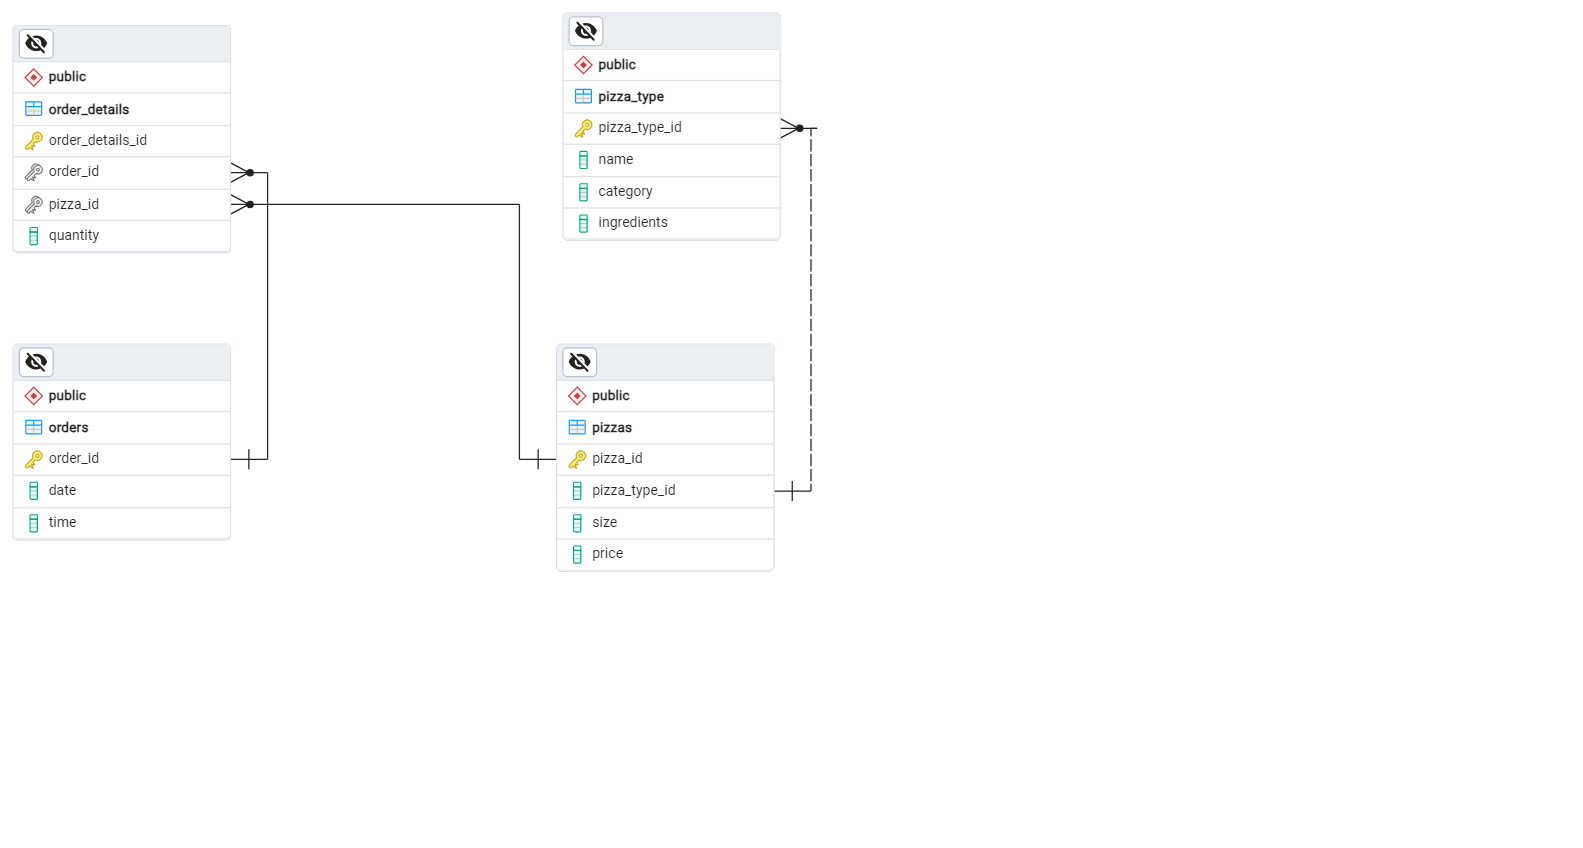 public
order_details
order_details_id
order_id
pizza_id
quantity
public
pizza_type
pizza_type_id
name
category
ingredients
public
orders
order_id
date
time
public
pizzas
pizza_id
pizza_type_id
size
price